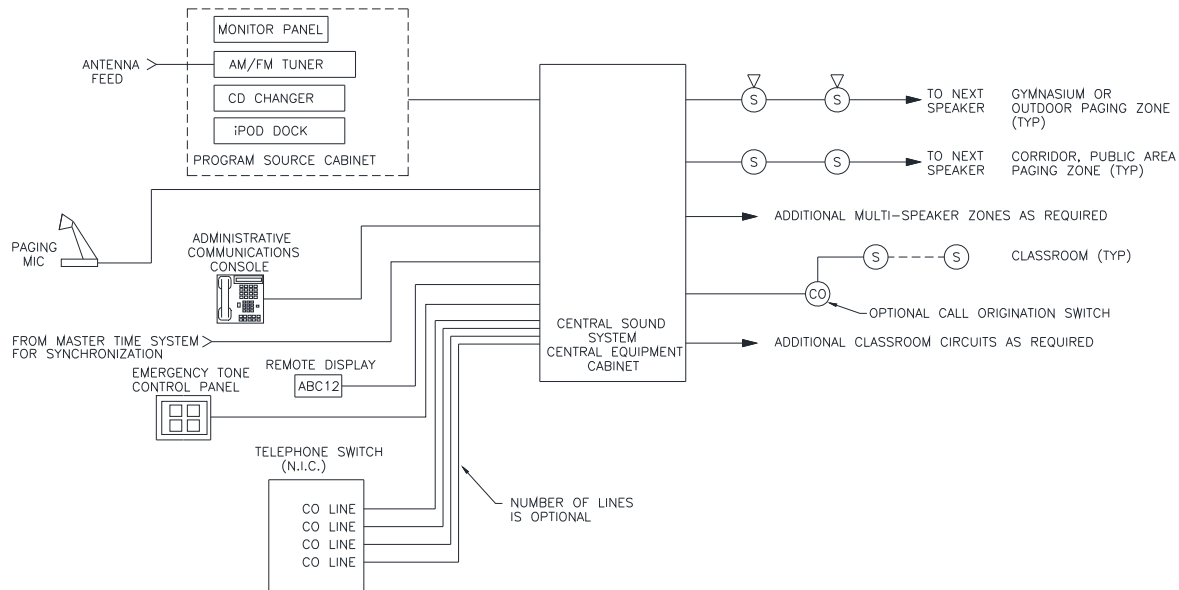 MONITOR PANEL
ANTENNA
FEED
AM/FM TUNER
CD CHANGER
iPOD DOCK
PROGRAM SOURCE CABINET
PAGING
MIC
ADMINISTRATIVE
COMMUNICATIONS
CONSOLE
FROM MASTER TIME SYSTEM
FOR SYNCHRONIZATION
REMOTE DISPLAY
ABC12
EMERGENCY TONE
CONTROL PANEL
TELEPHONE SWITCH
(N.I.C.)
CO LINE
CO LINE
CO LINE
CO LINE
NUMBER OF LINES
IS OPTIONAL
CENTRAL SOUND
SYSTEM
CENTRAL EQUIPMENT
CABINET
S
S
TO NEXT
SPEAKER
GYMNASIUM OR
OUTDOOR PAGING ZONE
(TYP)
S
S
TO NEXT
SPEAKER
CORRIDOR, PUBLIC AREA
PAGING ZONE (TYP)
ADDITIONAL MULTI-SPEAKER ZONES AS REQUIRED
S
S
CLASSROOM (TYP)
CO
OPTIONAL CALL ORIGINATION SWITCH
ADDITIONAL CLASSROOM CIRCUITS AS REQUIRED